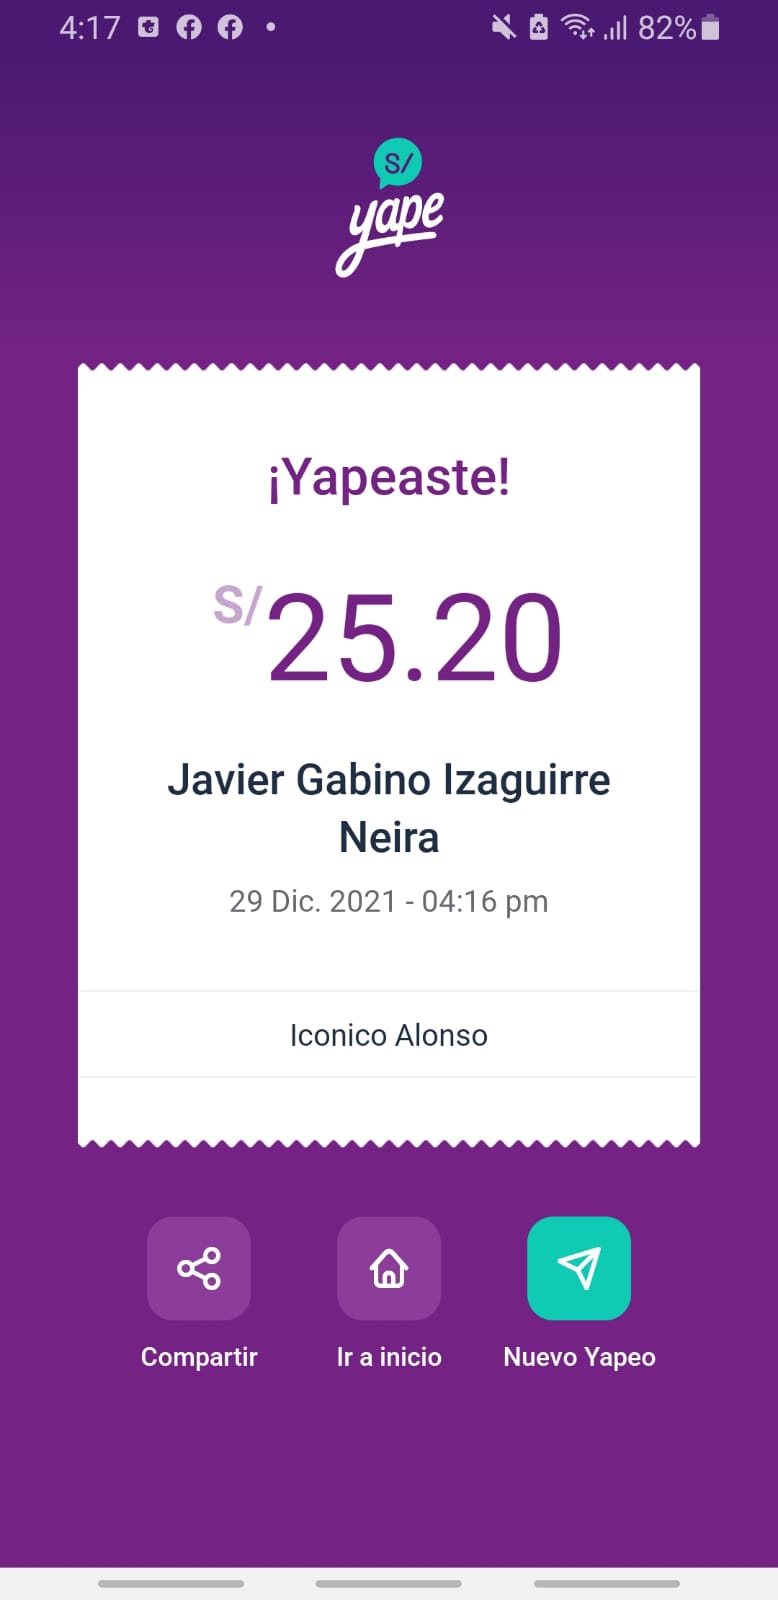 4:17
82%
S/
yape
¡Yapeaste!
S/25.20
Javier Gabino Izaguirre
Neira
29 Dic. 2021 - 04:16 pm
Iconico Alonso
Compartir
Ir a inicio
Nuevo Yapeo